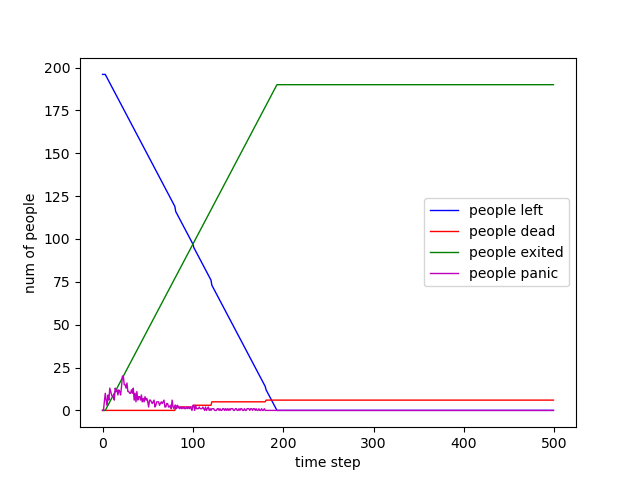 200
175
150
125
100
75
50
25
0
num of people
people left
people dead
people exited
people panic
0 100 200 300 400 500
time step